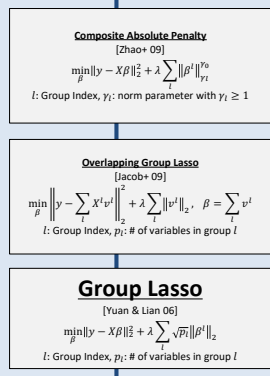 Composite Absolute Penalty
[Zhao+ 09]
min_β ‖y − Xβ‖₂² + λ ∑_l ‖β^l‖_{γ_l}^{γ_0}
l: Group Index, γ_l: norm parameter with γ_l ≥ 1
Overlapping Group Lasso
[Jacob+ 09]
min_β ‖y − ∑_l X^l v^l‖₂² + λ ∑_l ‖v^l‖₂, β = ∑_l v^l
l: Group Index, p_l: # of variables in group l
Group Lasso
[Yuan & Lian 06]
min_β ‖y − Xβ‖₂² + λ ∑_l √p_l ‖β^l‖₂
l: Group Index, p_l: # of variables in group l